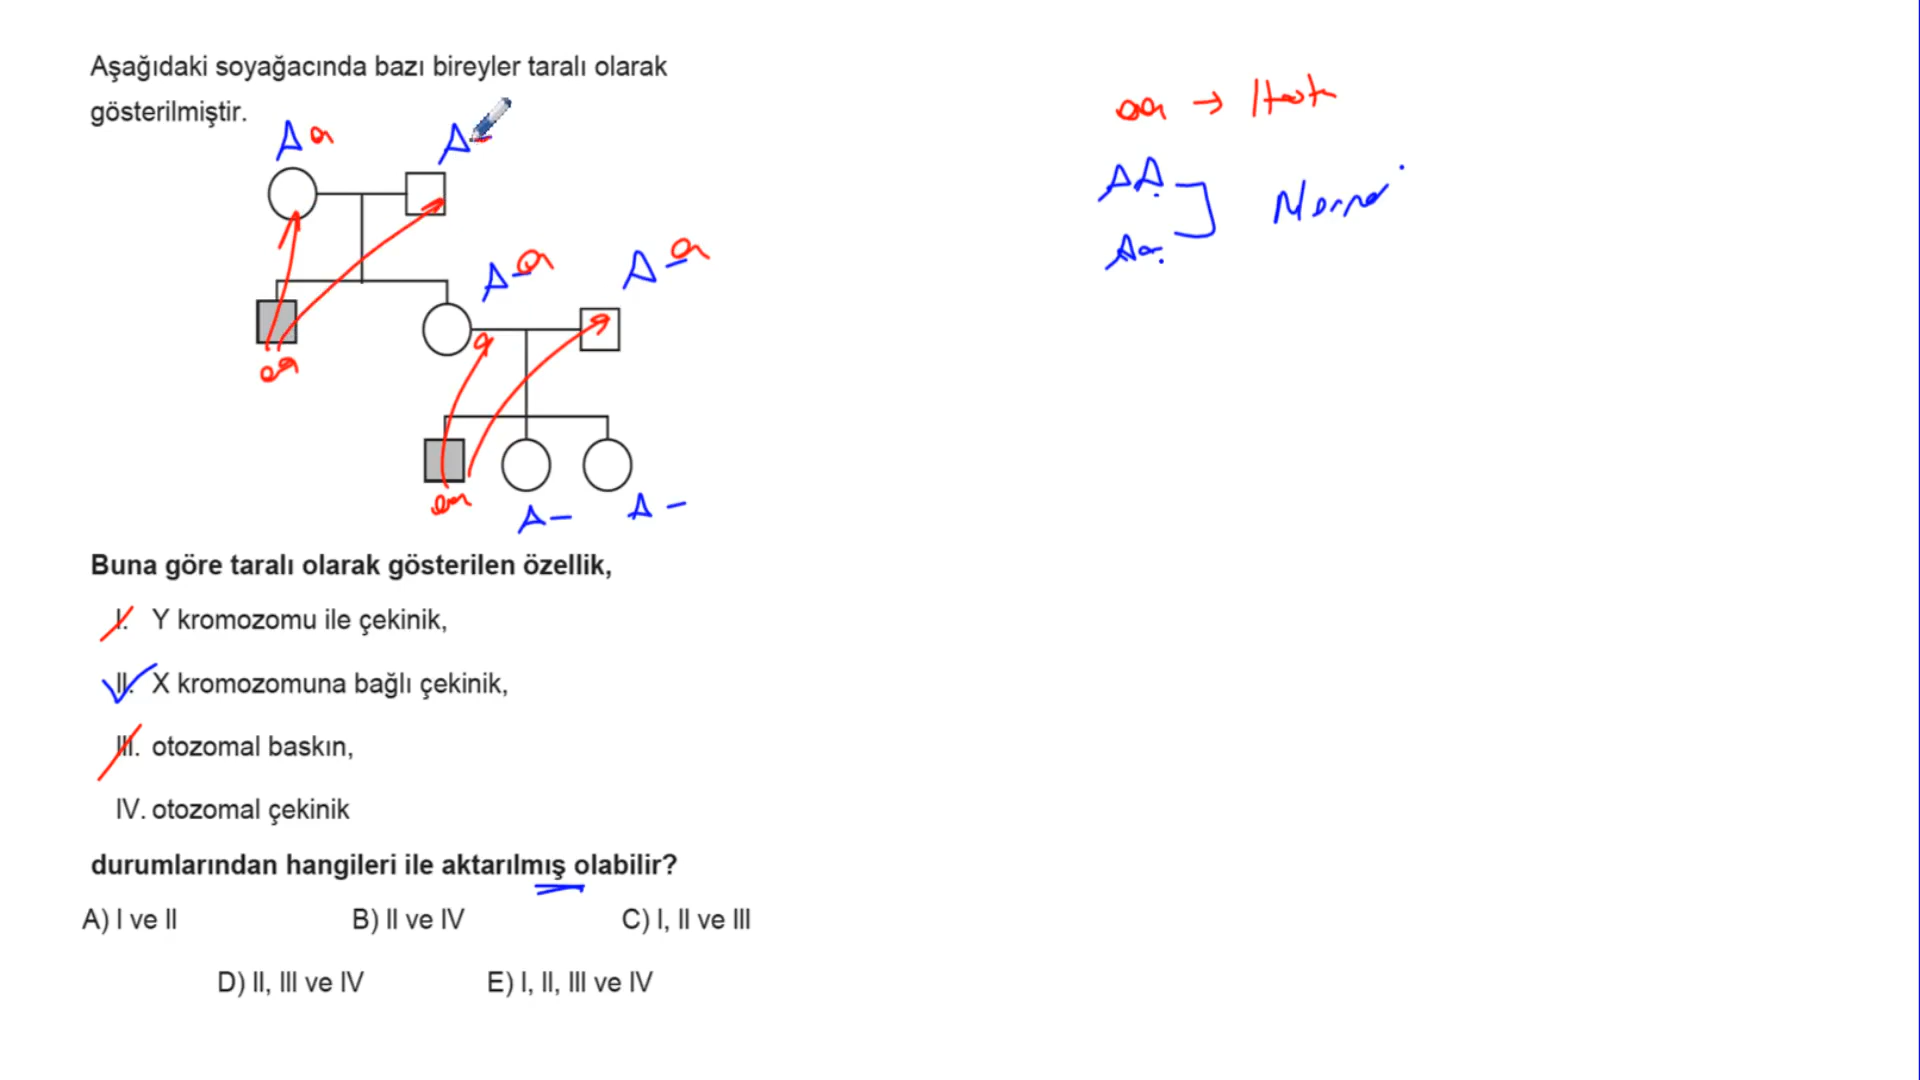 Aşağıdaki soyağacında bazı bireyler taralı olarak
gösterilmiştir.
A a
A
aa
A - a
A - a
a
aa
A -
A -
aa → Hasta
AA
Aa
Normal
Buna göre taralı olarak gösterilen özellik,
I. Y kromozomu ile çekinik,
II. X kromozomuna bağlı çekinik,
III. otozomal baskın,
IV. otozomal çekinik
durumlarından hangileri ile aktarılmış olabilir?
A) I ve II B) II ve IV C) I, II ve III
D) II, III ve IV E) I, II, III ve IV